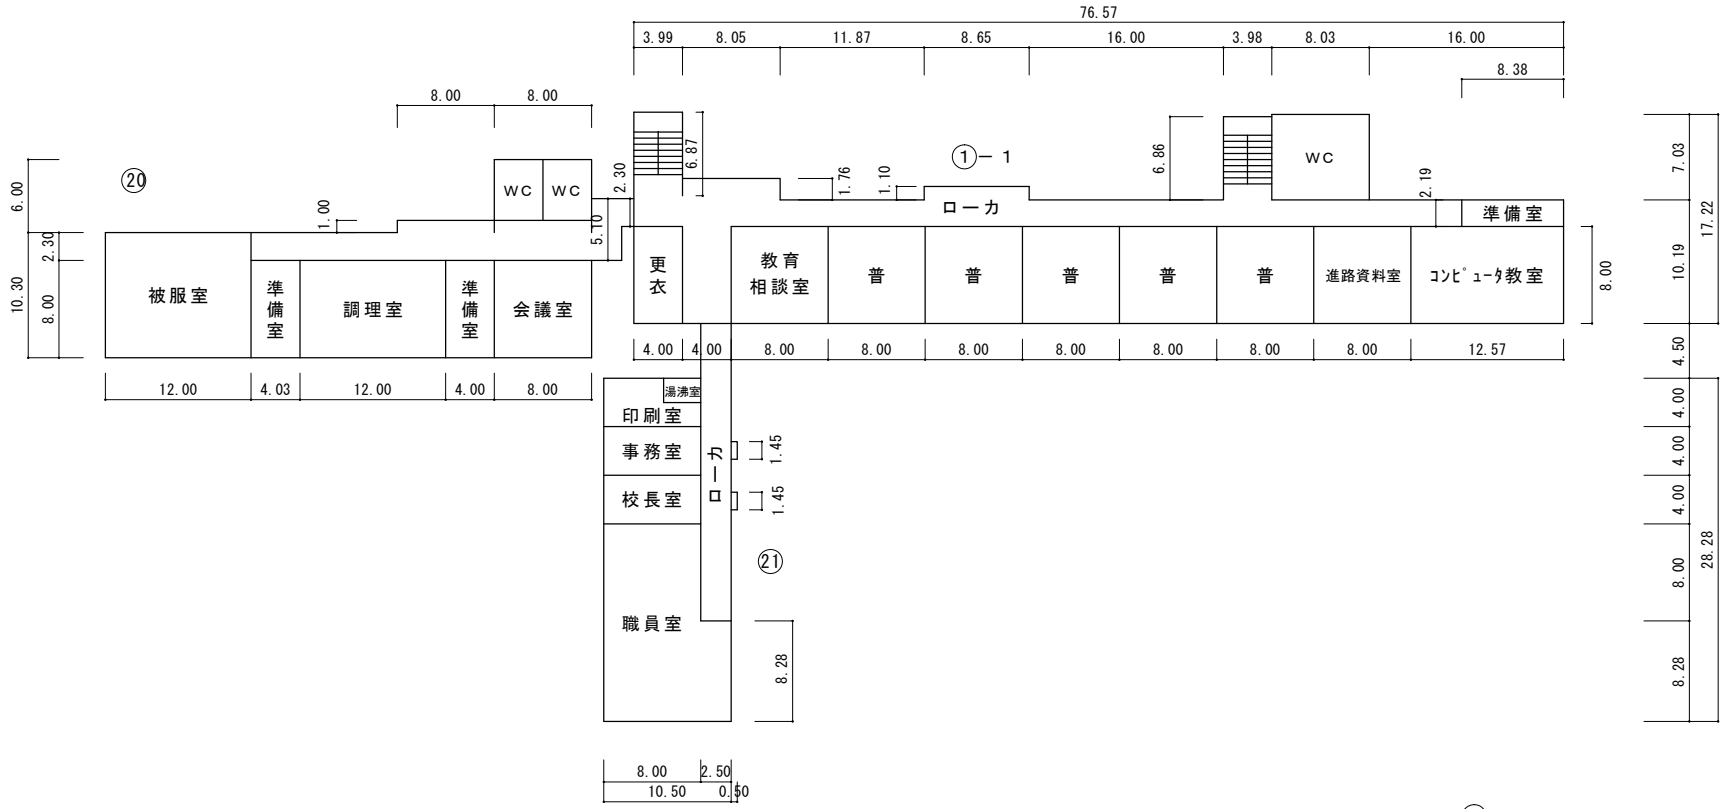 76.57
3.99 8.05 11.87 8.65 16.00 3.98 8.03 16.00
8.38
8.00 8.00
⑳
6.00
2.30
10.30
8.00
1.00
WC WC
5.10
2.30
6.87
1.76
1.10
①－1
6.86
WC
2.19
ローカ
準備室
7.03
17.22
10.19
8.00
被服室
準備室
調理室
準備室
会議室
更衣
教育
相談室
普
普
普
普
普
進路資料室
コンピュータ教室
4.00 4.00 8.00 8.00 8.00 8.00 8.00 8.00 8.00 12.57
12.00 4.03 12.00 4.00 8.00
湯沸室
印刷室
事務室
校長室
職員室
ローカ
1.45
1.45
㉑
8.28
4.50
4.00
4.00
4.00
8.00
8.28
28.28
8.00 2.50
10.50 0.50